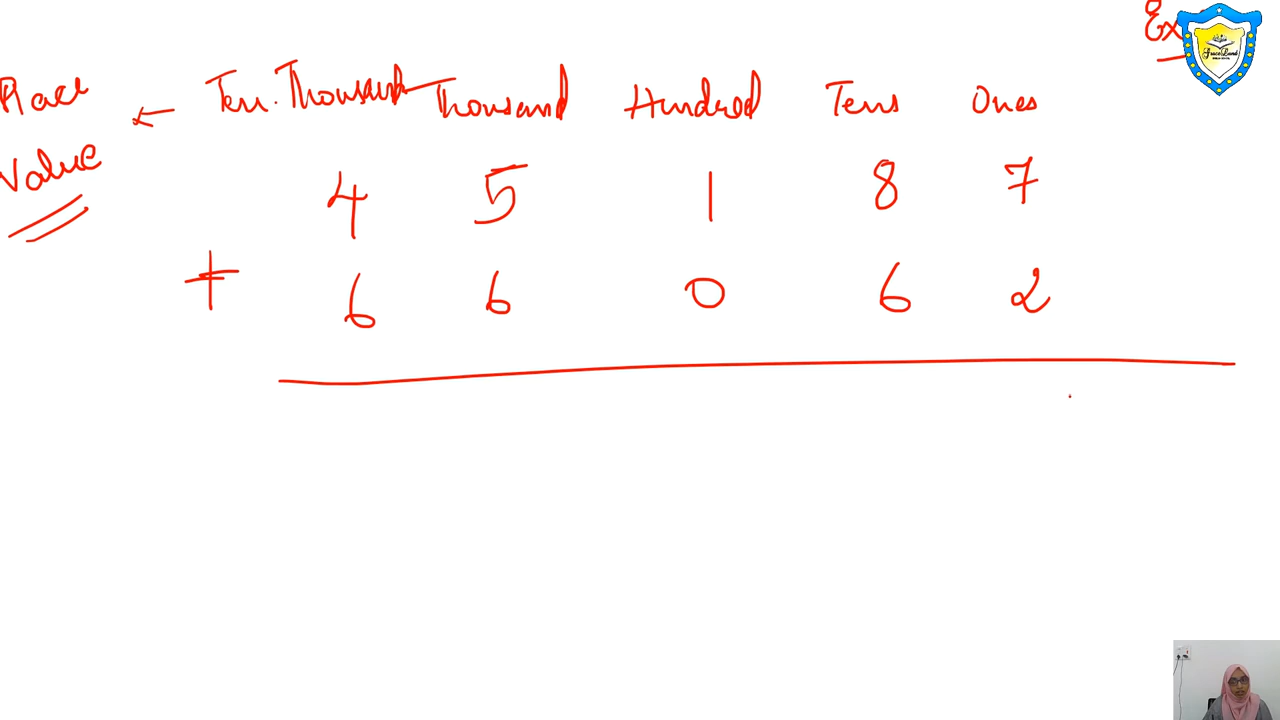 Ex
Place Ten. Thousand Thousand Hundred Tens Ones
Value
4 5 1 8 7
+ 6 6 0 6 2